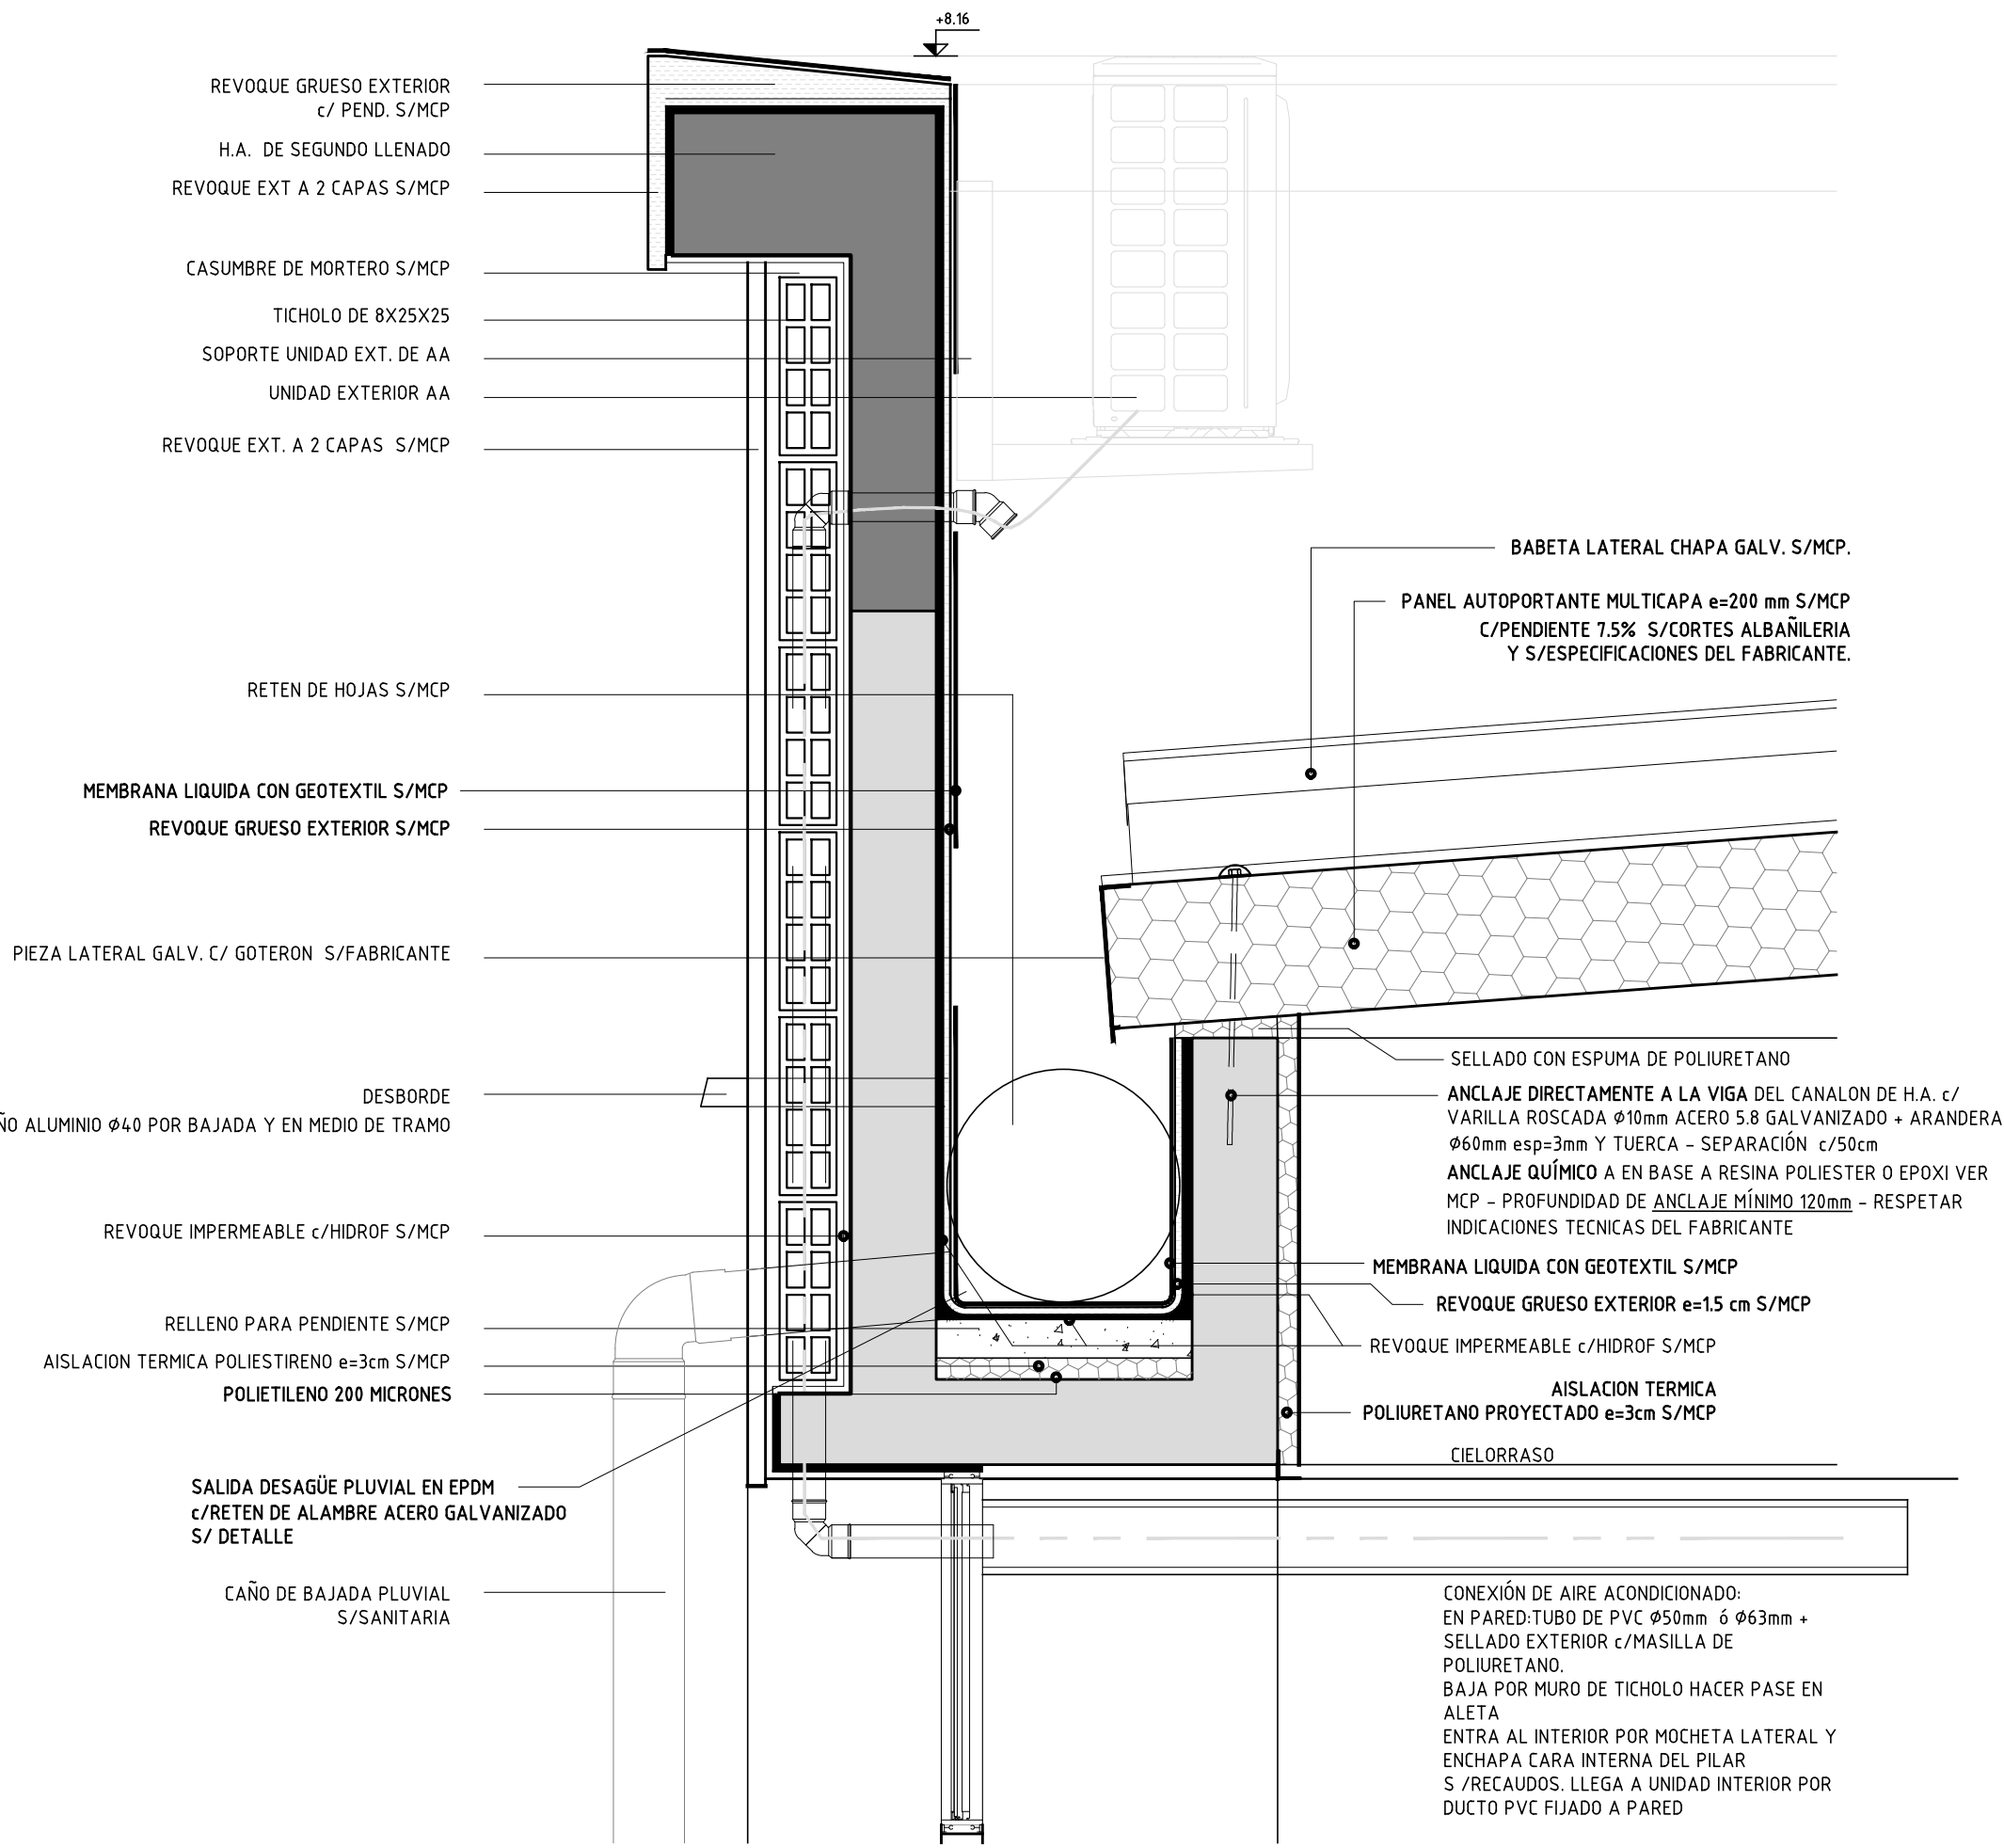 +8.16
REVOQUE GRUESO EXTERIOR
c/ PEND. S/MCP
H.A. DE SEGUNDO LLENADO
REVOQUE EXT A 2 CAPAS S/MCP
CASUMBRE DE MORTERO S/MCP
TICHOLO DE 8X25X25
SOPORTE UNIDAD EXT. DE AA
UNIDAD EXTERIOR AA
REVOQUE EXT. A 2 CAPAS S/MCP
RETEN DE HOJAS S/MCP
MEMBRANA LIQUIDA CON GEOTEXTIL S/MCP
REVOQUE GRUESO EXTERIOR S/MCP
PIEZA LATERAL GALV. C/ GOTERON S/FABRICANTE
DESBORDE
ÑO ALUMINIO Ø40 POR BAJADA Y EN MEDIO DE TRAMO
REVOQUE IMPERMEABLE c/HIDROF S/MCP
RELLENO PARA PENDIENTE S/MCP
AISLACION TERMICA POLIESTIRENO e=3cm S/MCP
POLIETILENO 200 MICRONES
SALIDA DESAGÜE PLUVIAL EN EPDM
c/RETEN DE ALAMBRE ACERO GALVANIZADO
S/ DETALLE
CAÑO DE BAJADA PLUVIAL
S/SANITARIA
BABETA LATERAL CHAPA GALV. S/MCP.
PANEL AUTOPORTANTE MULTICAPA e=200 mm S/MCP
C/PENDIENTE 7.5% S/CORTES ALBAÑILERIA
Y S/ESPECIFICACIONES DEL FABRICANTE.
SELLADO CON ESPUMA DE POLIURETANO
ANCLAJE DIRECTAMENTE A LA VIGA DEL CANALON DE H.A. c/
VARILLA ROSCADA Ø10mm ACERO 5.8 GALVANIZADO + ARANDERA
Ø60mm esp=3mm Y TUERCA - SEPARACIÓN c/50cm
ANCLAJE QUÍMICO A EN BASE A RESINA POLIESTER O EPOXI VER
MCP - PROFUNDIDAD DE ANCLAJE MÍNIMO 120mm - RESPETAR
INDICACIONES TECNICAS DEL FABRICANTE
MEMBRANA LIQUIDA CON GEOTEXTIL S/MCP
REVOQUE GRUESO EXTERIOR e=1.5 cm S/MCP
REVOQUE IMPERMEABLE c/HIDROF S/MCP
AISLACION TERMICA
POLIURETANO PROYECTADO e=3cm S/MCP
CIELORRASO
CONEXIÓN DE AIRE ACONDICIONADO:
EN PARED:TUBO DE PVC Ø50mm ó Ø63mm +
SELLADO EXTERIOR c/MASILLA DE
POLIURETANO.
BAJA POR MURO DE TICHOLO HACER PASE EN
ALETA
ENTRA AL INTERIOR POR MOCHETA LATERAL Y
ENCHAPA CARA INTERNA DEL PILAR
S /RECAUDOS. LLEGA A UNIDAD INTERIOR POR
DUCTO PVC FIJADO A PARED